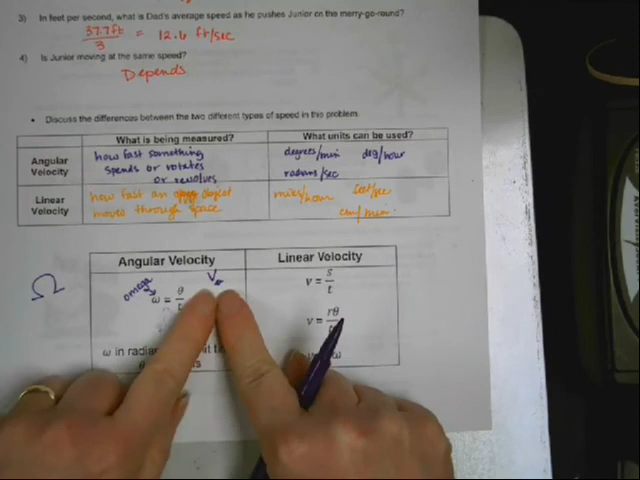 3) In feet per second, what is Dad's average speed as he pushes Junior on the merry-go-round?
37.7ft
3
= 12.6 ft/sec
4) Is Junior moving at the same speed?
Depends
• Discuss the differences between the two different types of speed in this problem.
What is being measured? What units can be used?
Angular Velocity
how fast something
spends or rotates
or revolves
degrees/min deg/hour
radians/sec
Linear Velocity
how fast an object
moves through space
miles/hour feet/sec
cm/min.
Angular Velocity Linear Velocity
Ω
omega
ω = θ
v = s/t
v = rθ
ω in
ω